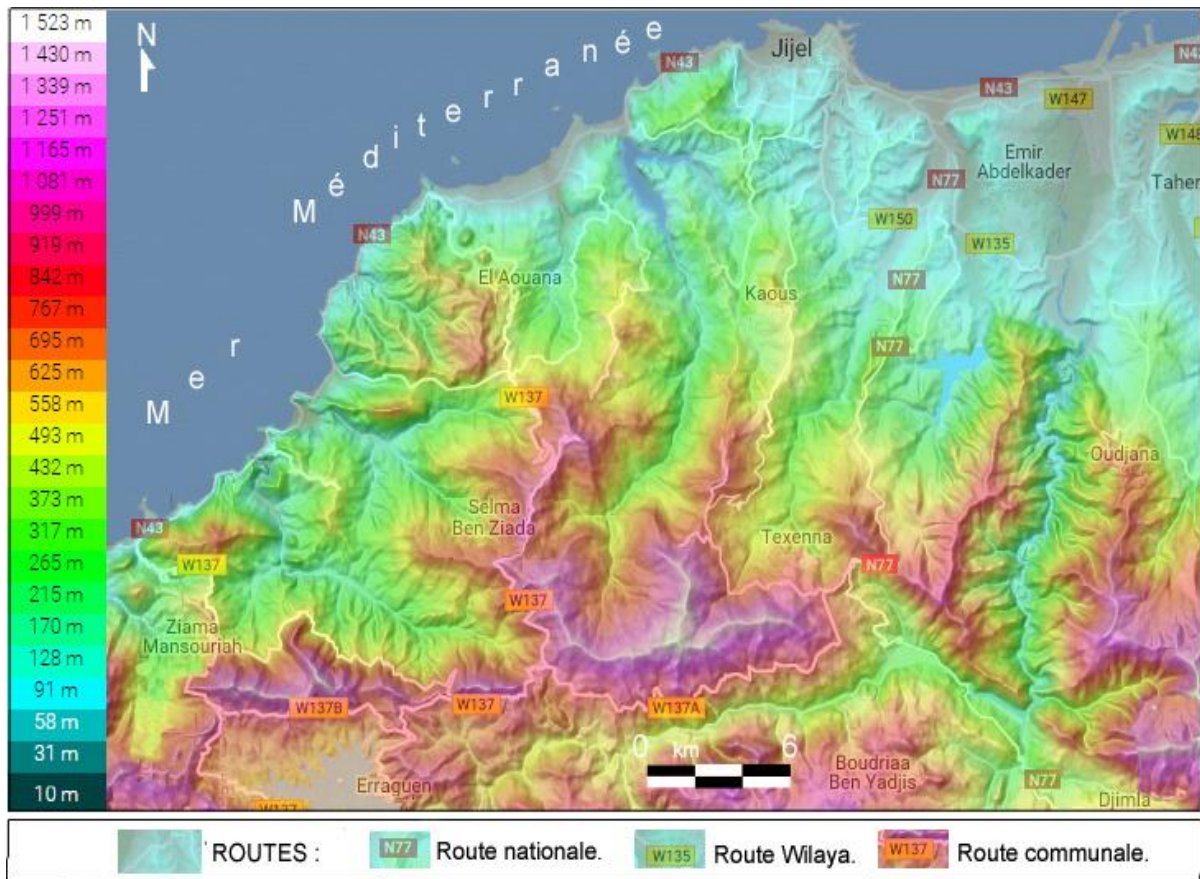 1 523 m
1 430 m
1 339 m
1 251 m
1 165 m
1 081 m
999 m
919 m
842 m
767 m
695 m
625 m
558 m
493 m
432 m
373 m
317 m
265 m
215 m
170 m
128 m
91 m
58 m
31 m
10 m
N
Mer Méditerranée
N43
Jijel
N43
N43
W147
W148
Emir
Abdelkader
N77
Taher
W150
W135
N43
El Aouana
Kaous
N77
N77
W137
Oudjana
Selma
Ben Ziada
Texenna
N43
W137
N77
W137
Ziama
Mansouriah
W137B
W137
W137A
0 km 6
Erraguen
Boudriaa
Ben Yadjis
N77
Djimla
W137
ROUTES :
N77
Route nationale.
W135
Route Wilaya.
W137
Route communale.